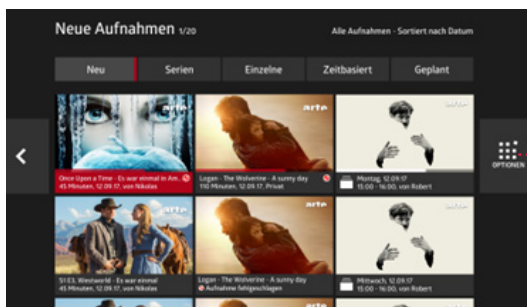 Neue Aufnahmen 1/20
Alle Aufnahmen - Sortiert nach Datum
Neu
Serien
Einzelne
Zeitbasiert
Geplant
arte
arte
arte
OPTIONEN
Once Upon a Time - Es war einmal in Am...
45 Minuten, 12.09.17, von Nikolas
Logan - The Wolverine - A sunny day
110 Minuten, 12.09.17, Privat
Montag, 12.09.17
15:00 - 16:00, von Robert
arte
arte
arte
S1 E3, Westworld - Es war einmal
45 Minuten, 12.09.17, von Nikolas
Logan - The Wolverine - A sunny day
Aufnahme fehlgeschlagen
Mittwoch, 12.09.17
15:00 - 16:00, von Robert